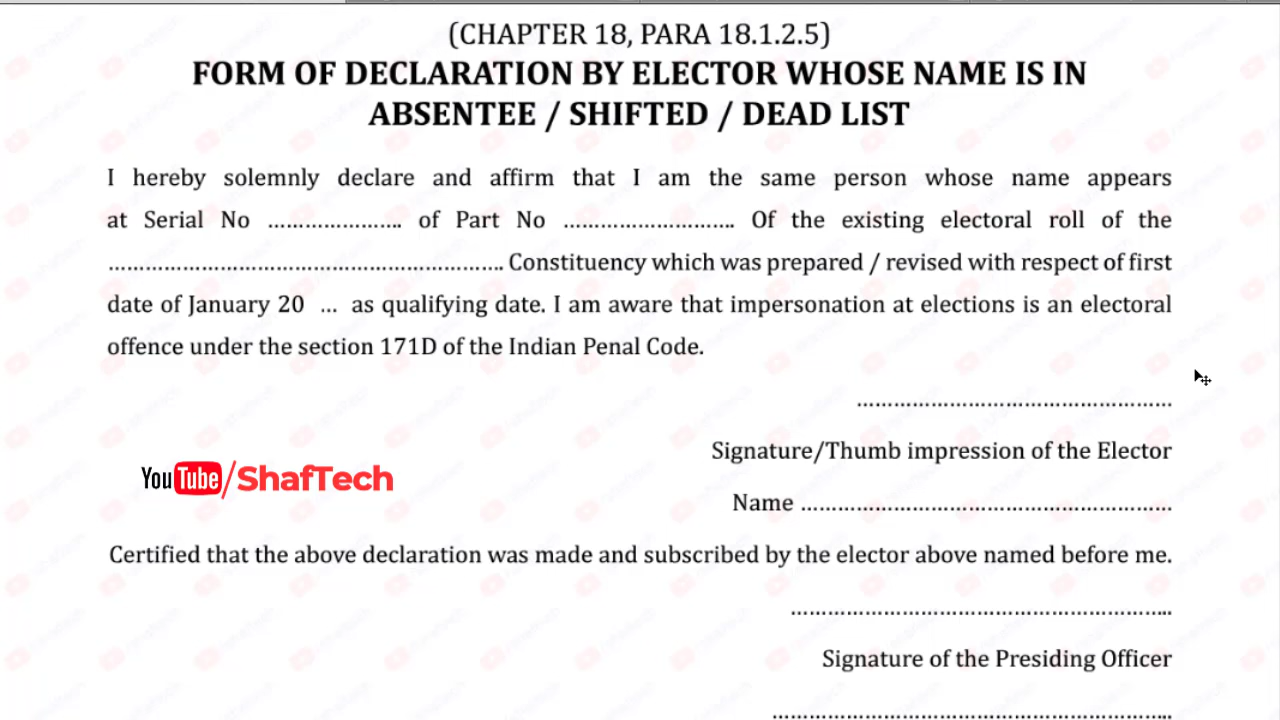 (CHAPTER 18, PARA 18.1.2.5)
FORM OF DECLARATION BY ELECTOR WHOSE NAME IS IN
ABSENTEE / SHIFTED / DEAD LIST
I hereby solemnly declare and affirm that I am the same person whose name appears
at Serial No …………………. of Part No ………………………. Of the existing electoral roll of the
………………………………………………………. Constituency which was prepared / revised with respect of first
date of January 20 … as qualifying date. I am aware that impersonation at elections is an electoral
offence under the section 171D of the Indian Penal Code.
……………………………………………
Signature/Thumb impression of the Elector
YouTube/ShafTech
Name ……………………………………………………
Certified that the above declaration was made and subscribed by the elector above named before me.
……………………………………………………...
Signature of the Presiding Officer
………………………………………………………..